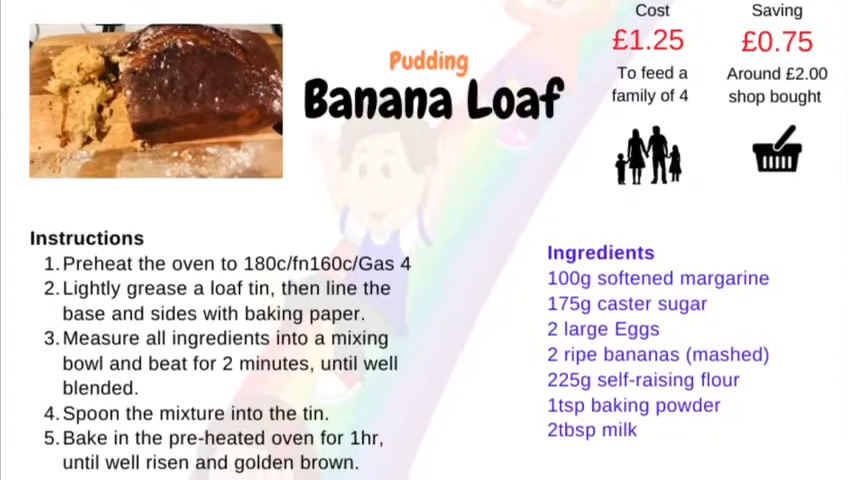 Pudding
Banana Loaf
Cost
£1.25
To feed a
family of 4
Saving
£0.75
Around £2.00
shop bought
Instructions
1. Preheat the oven to 180c/fn160c/Gas 4
2. Lightly grease a loaf tin, then line the
base and sides with baking paper.
3. Measure all ingredients into a mixing
bowl and beat for 2 minutes, until well
blended.
4. Spoon the mixture into the tin.
5. Bake in the pre-heated oven for 1hr,
until well risen and golden brown.
Ingredients
100g softened margarine
175g caster sugar
2 large Eggs
2 ripe bananas (mashed)
225g self-raising flour
1tsp baking powder
2tbsp milk